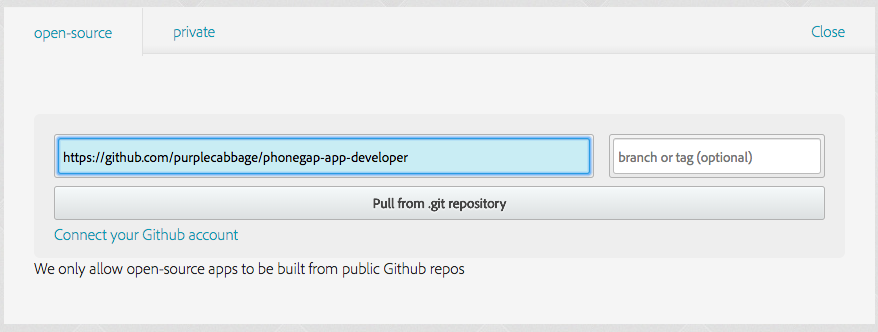 open-source
private
Close
https://github.com/purplecabbage/phonegap-app-developer
branch or tag (optional)
Pull from .git repository
Connect your Github account
We only allow open-source apps to be built from public Github repos